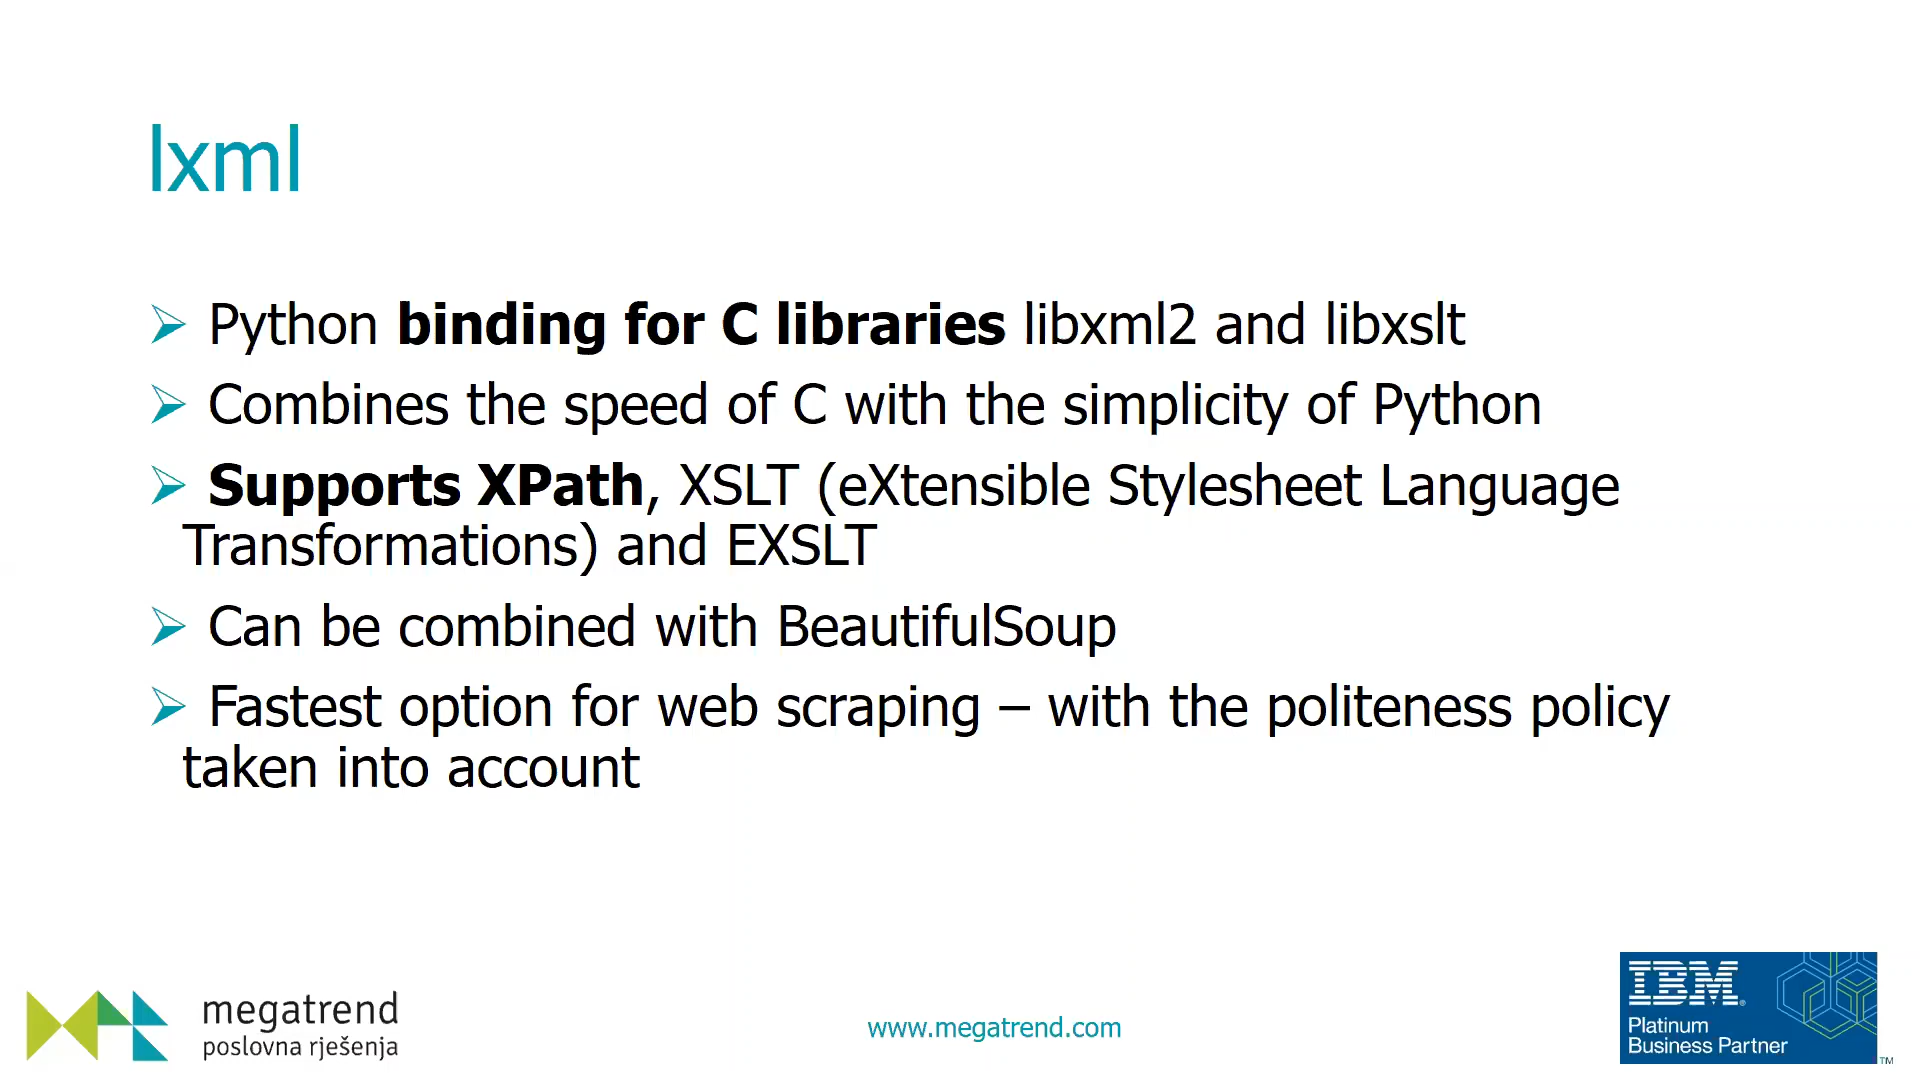 lxml
Python binding for C libraries libxml2 and libxslt
Combines the speed of C with the simplicity of Python
Supports XPath, XSLT (eXtensible Stylesheet Language
Transformations) and EXSLT
Can be combined with BeautifulSoup
Fastest option for web scraping – with the politeness policy
taken into account
megatrend
poslovna rješenja
www.megatrend.com
IBM®
Platinum
Business Partner
™